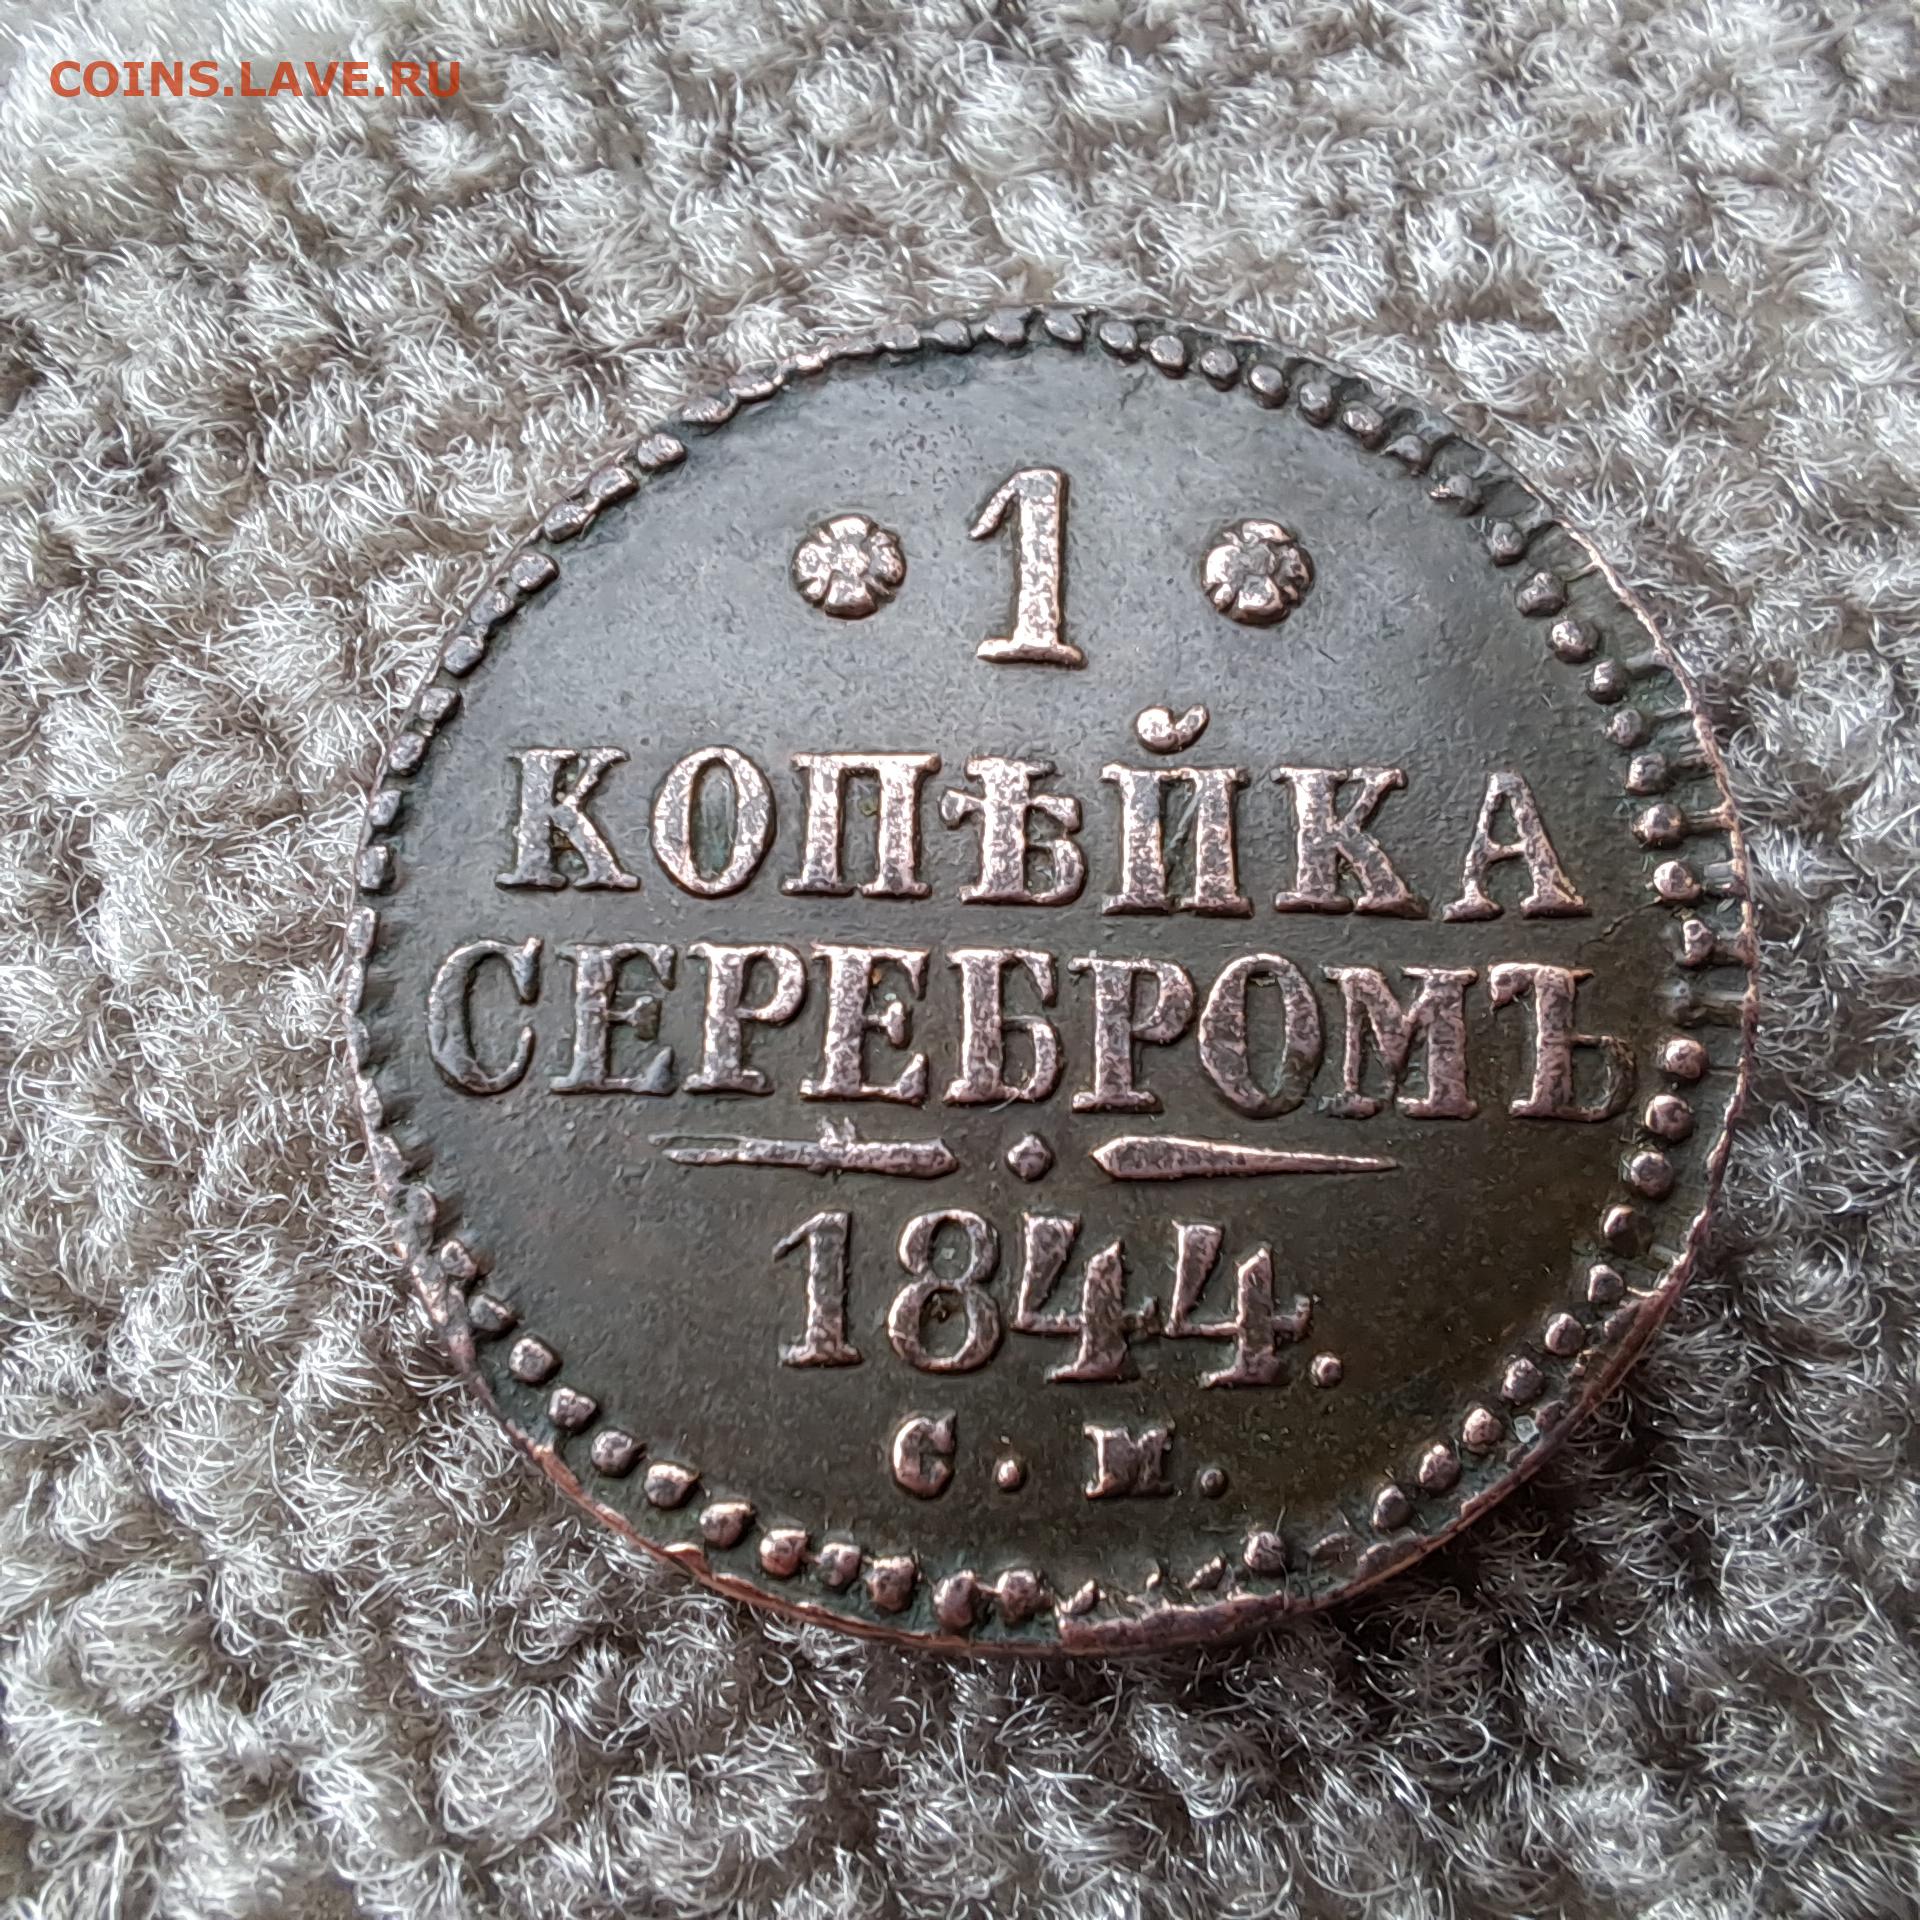 COINS.LAVE.RU
1
КОПѢЙКА
СЕРЕБРОМЪ
1844.
С. М.